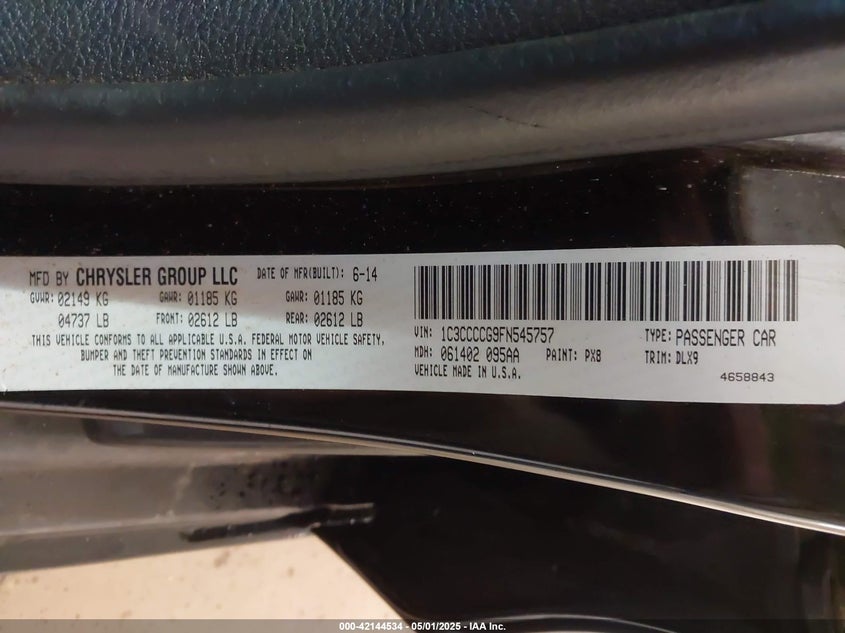 MFD BY CHRYSLER GROUP LLC DATE OF MFR(BUILT): 6-14
GVWR: 02149 KG GAWR: 01185 KG GAWR: 01185 KG
04737 LB FRONT: 02612 LB REAR: 02612 LB
THIS VEHICLE CONFORMS TO ALL APPLICABLE U.S.A. FEDERAL MOTOR VEHICLE SAFETY,
BUMPER AND THEFT PREVENTION STANDARDS IN EFFECT ON
THE DATE OF MANUFACTURE SHOWN ABOVE.
VIN: 1C3CCCCG9FN545757 TYPE: PASSENGER CAR
MDH: 061402 095AA PAINT: PX8 TRIM: DLX9
VEHICLE MADE IN U.S.A.
4658843
000-42144534 - 05/01/2025 - IAA Inc.